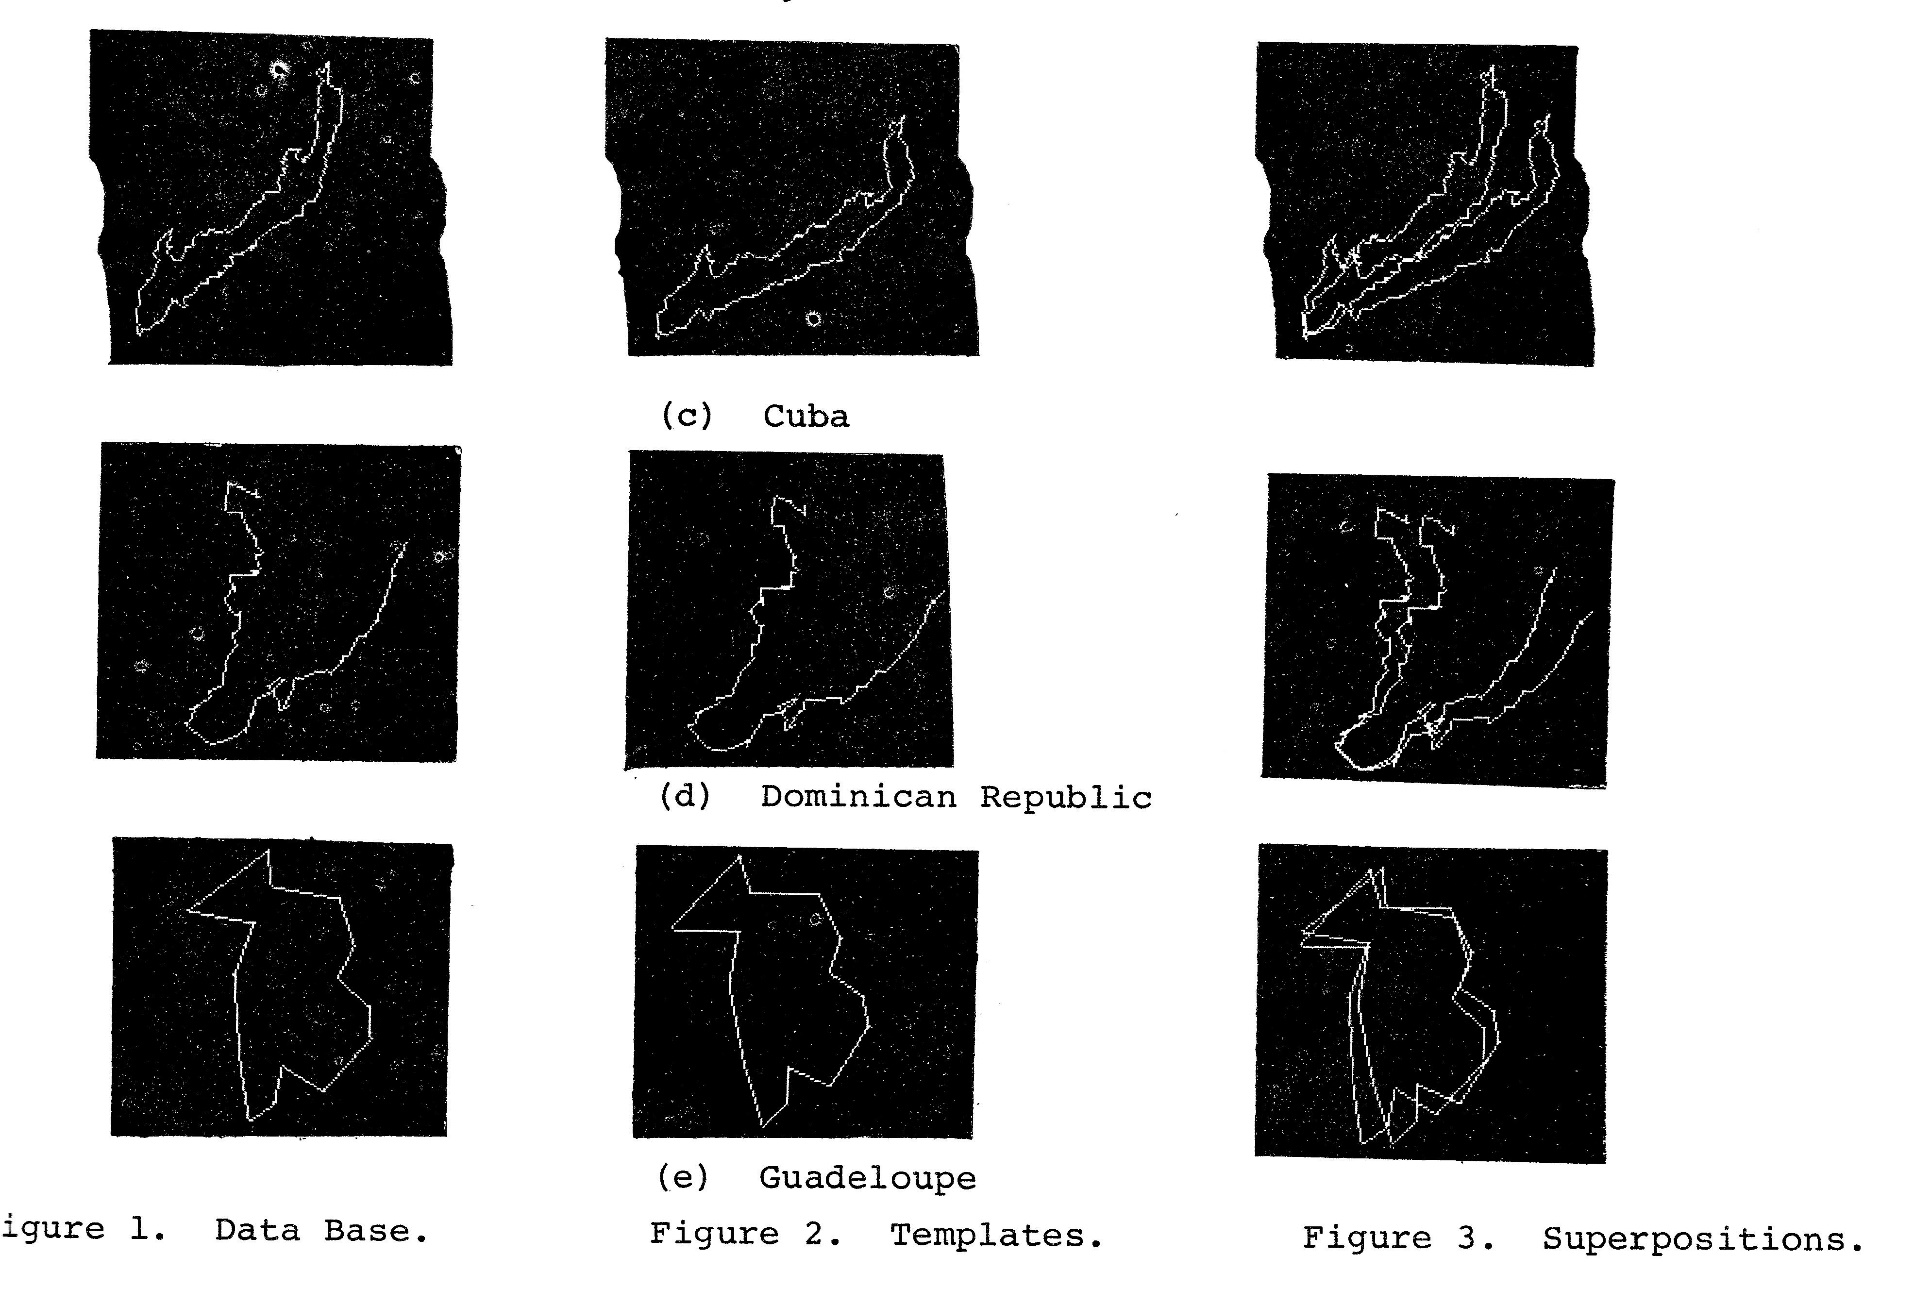 (c) Cuba
(d) Dominican Republic
(e) Guadeloupe
igure 1. Data Base.
Figure 2. Templates.
Figure 3. Superpositions.